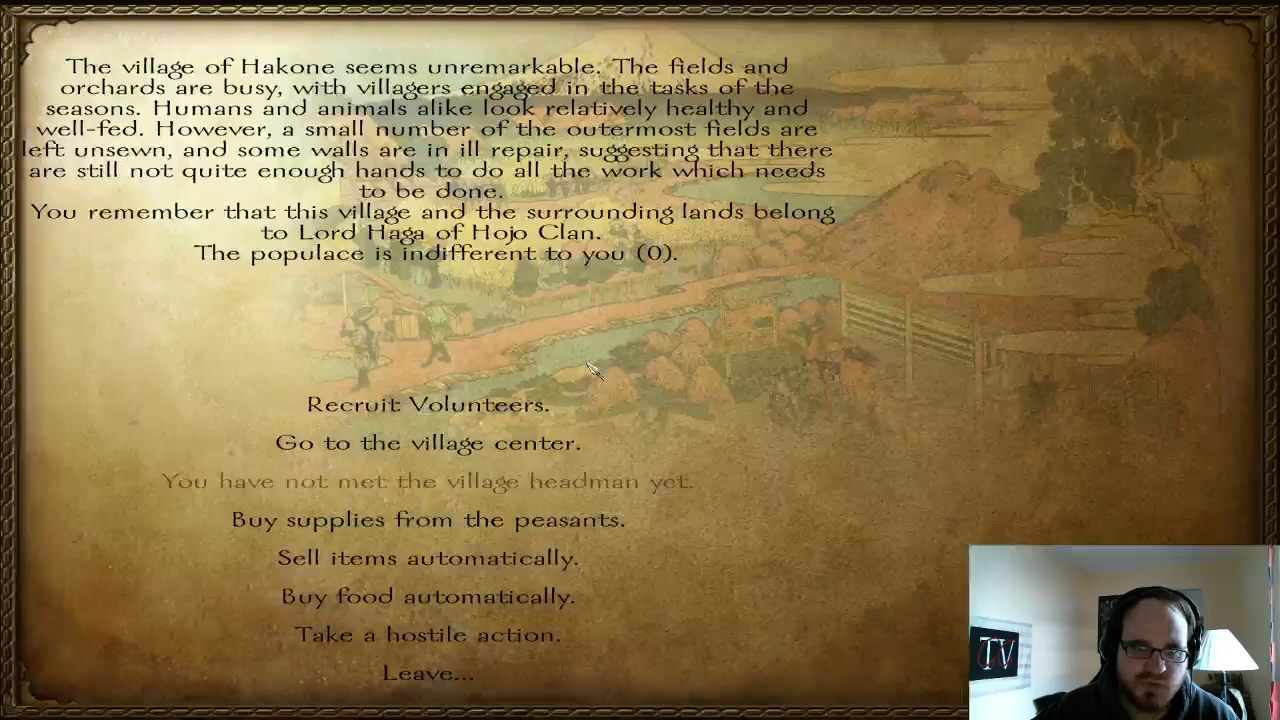 The village of Hakone seems unremarkable. The fields and
orchards are busy, with villagers engaged in the tasks of the
seasons. Humans and animals alike look relatively healthy and
well-fed. However, a small number of the outermost fields are
left unsewn, and some walls are in ill repair, suggesting that there
are still not quite enough hands to do all the work which needs
to be done.
You remember that this village and the surrounding lands belong
to Lord Haga of Hojo Clan.
The populace is indifferent to you (0).
Recruit Volunteers.
Go to the village center.
You have not met the village headman yet.
Buy supplies from the peasants.
Sell items automatically.
Buy food automatically.
Take a hostile action.
Leave...
TV